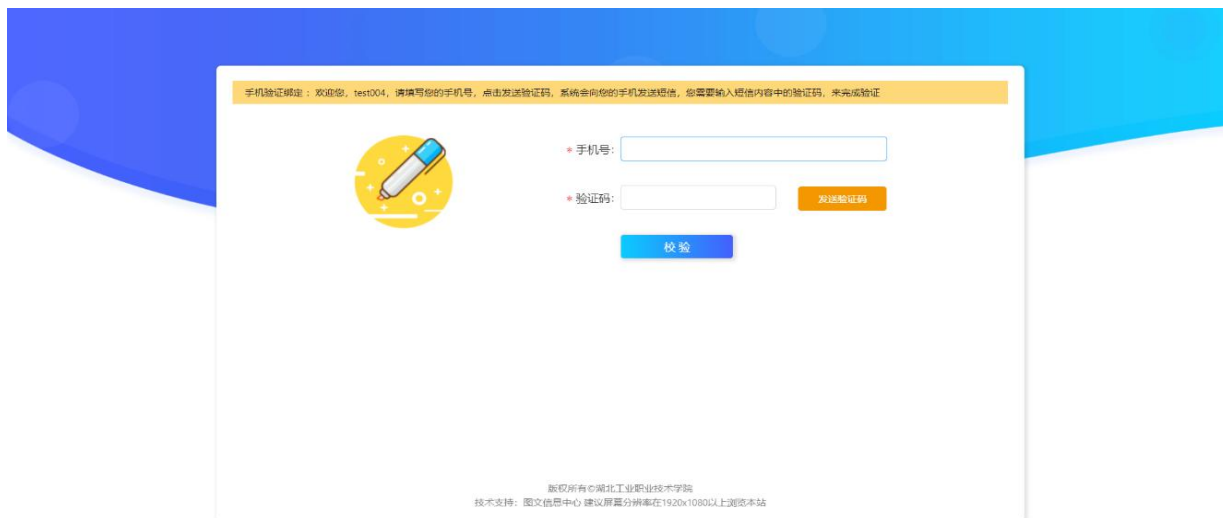 手机验证绑定：欢迎您，test004，请填写您的手机号，点击发送验证码，系统会向您的手机发送短信，您需要输入短信内容中的验证码，来完成验证
* 手机号：
* 验证码：
发送验证码
校验
版权所有©湖北工业职业技术学院
技术支持：图文信息中心 建议屏幕分辨率在1920x1080以上浏览本站